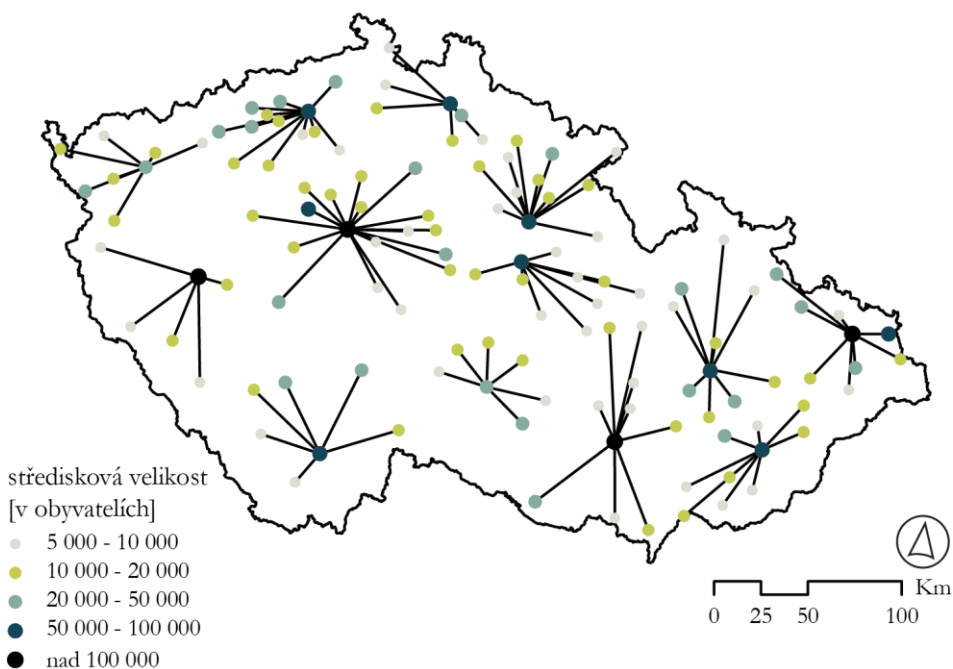 středisková velikost
[v obyvatelích]
5 000 - 10 000
10 000 - 20 000
20 000 - 50 000
50 000 - 100 000
nad 100 000
Km
0 25 50 100